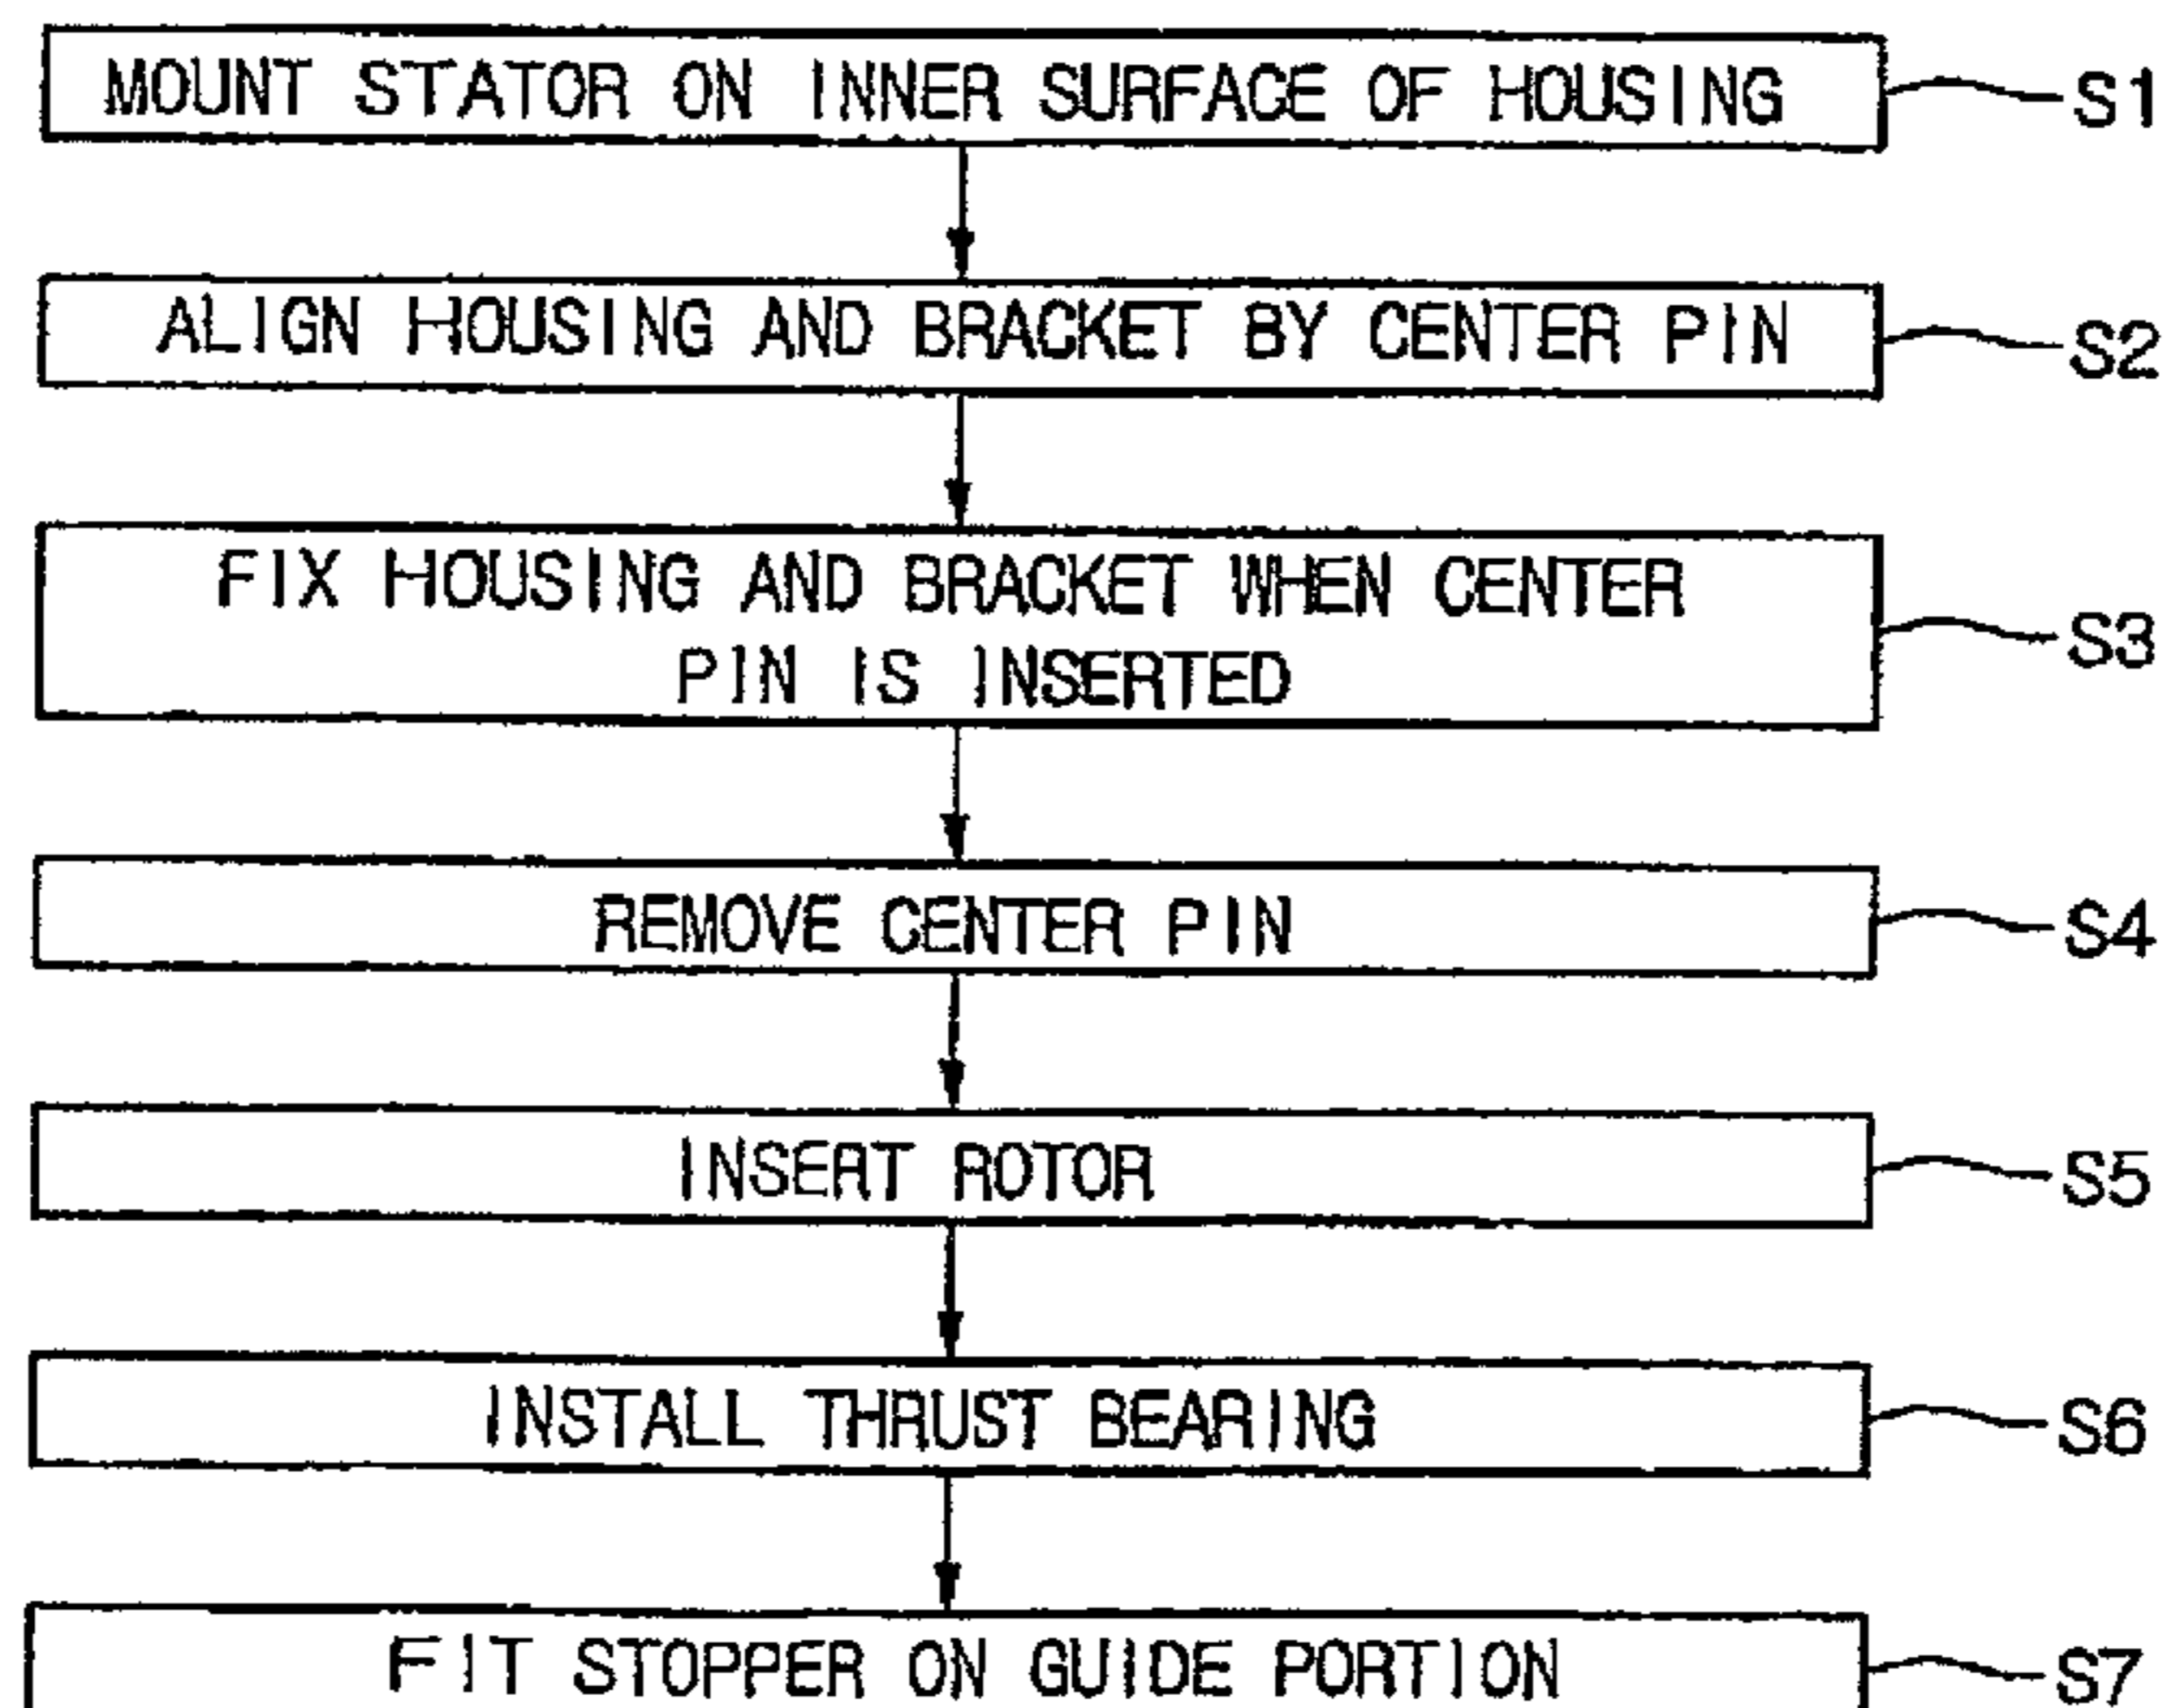 MOUNT STATOR ON INNER SURFACE OF HOUSING S1
ALIGN HOUSING AND BRACKET BY CENTER PIN S2
FIX HOUSING AND BRACKET WHEN CENTER
PIN IS INSERTED S3
REMOVE CENTER PIN S4
INSERT ROTOR S5
INSTALL THRUST BEARING S6
FIT STOPPER ON GUIDE PORTION S7